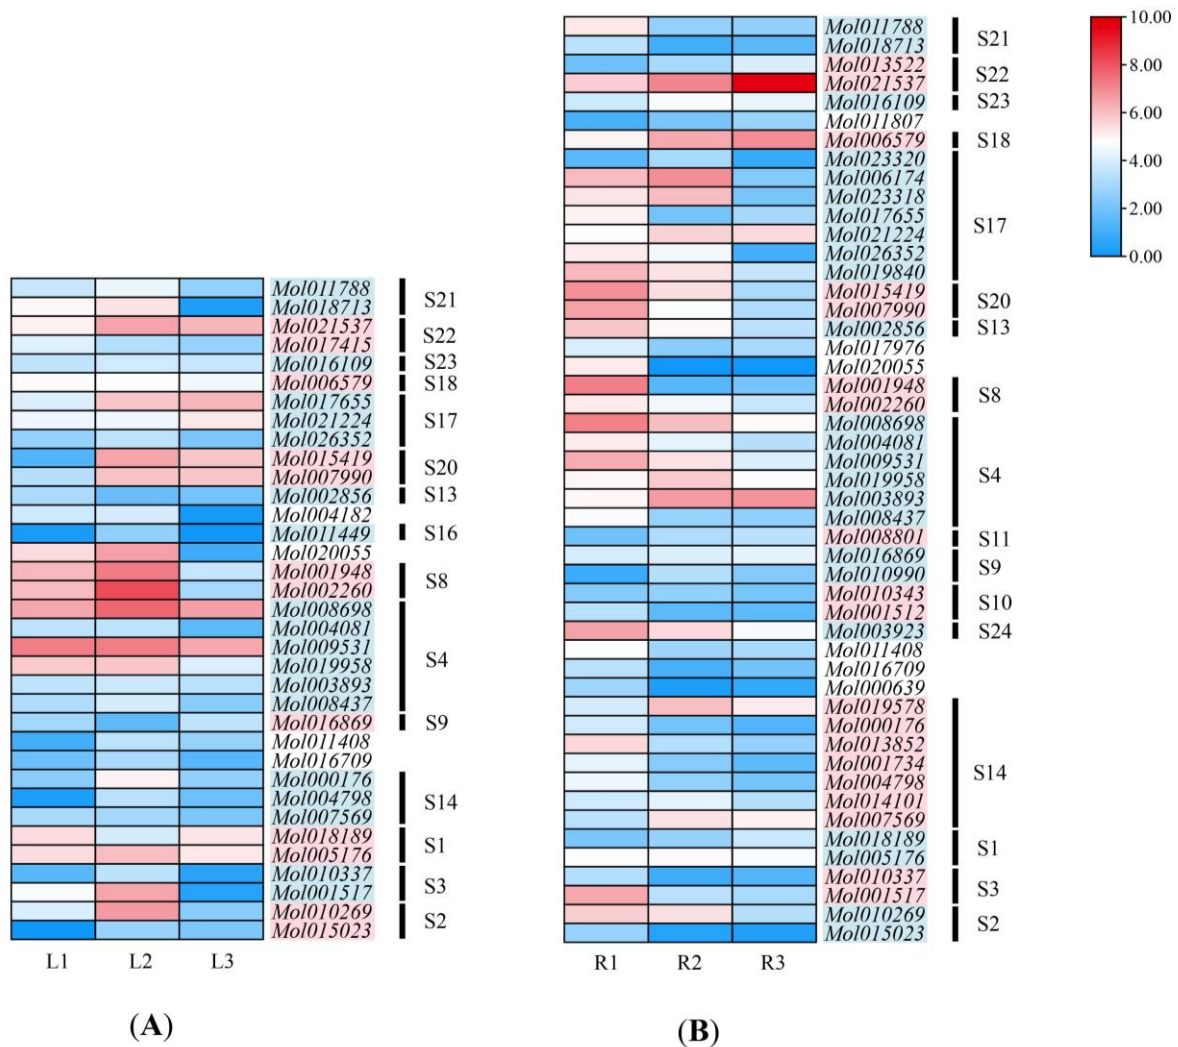 Mol011788
Mol018713
S21
Mol021537
Mol017415
S22
Mol016109
S23
Mol006579
S18
Mol017655
Mol021224
Mol026352
S17
Mol015419
Mol007990
S20
Mol002856
S13
Mol004182
Mol011449
S16
Mol020055
Mol001948
Mol002260
S8
Mol008698
Mol004081
Mol009531
Mol019958
Mol003893
Mol008437
S4
Mol016869
S9
Mol011408
Mol016709
Mol000176
Mol004798
Mol007569
S14
Mol018189
Mol005176
S1
Mol010337
Mol001517
S3
Mol010269
Mol015023
S2
L1 L2 L3
(A)
Mol011788
Mol018713
S21
Mol013522
Mol021537
S22
Mol016109
S23
Mol011807
Mol006579
S18
Mol023320
Mol006174
Mol023318
Mol017655
Mol021224
Mol026352
Mol019840
S17
Mol015419
Mol007990
S20
Mol002856
S13
Mol017976
Mol020055
Mol001948
Mol002260
S8
Mol008698
Mol004081
Mol009531
Mol019958
Mol003893
Mol008437
S4
Mol008801
S11
Mol016869
Mol010990
S9
Mol010343
Mol001512
S10
Mol003923
S24
Mol011408
Mol016709
Mol000639
Mol019578
Mol000176
Mol013852
Mol001734
Mol004798
Mol014101
Mol007569
S14
Mol018189
Mol005176
S1
Mol010337
Mol001517
S3
Mol010269
Mol015023
S2
R1 R2 R3
(B)
10.00
8.00
6.00
4.00
2.00
0.00